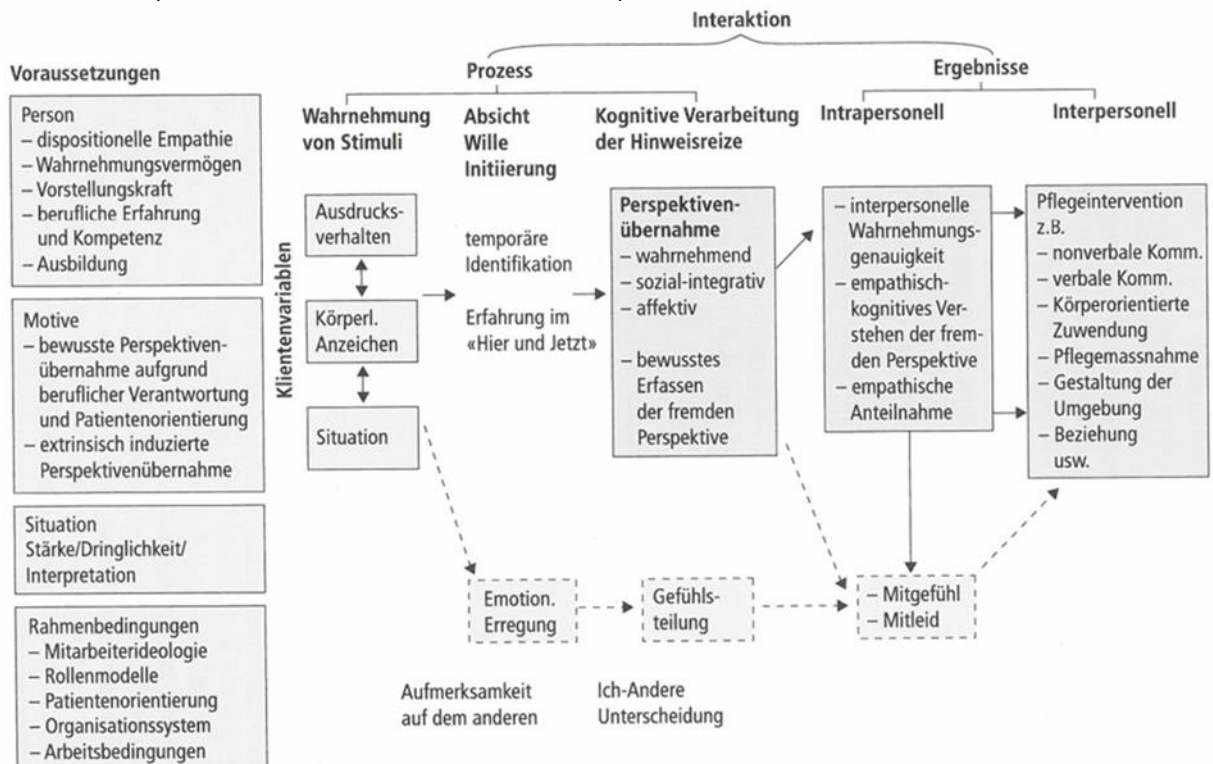 Interaktion
Voraussetzungen
Prozess
Ergebnisse
Person
– dispositionelle Empathie
– Wahrnehmungsvermögen
– Vorstellungskraft
– berufliche Erfahrung
und Kompetenz
– Ausbildung
Motive
– bewusste Perspektiven-
übernahme aufgrund
beruflicher Verantwortung
und Patientenorientierung
– extrinsisch induzierte
Perspektivenübernahme
Situation
Stärke/Dringlichkeit/
Interpretation
Rahmenbedingungen
– Mitarbeiterideologie
– Rollenmodelle
– Patientenorientierung
– Organisationssystem
– Arbeitsbedingungen
Klientenvariablen
Wahrnehmung
von Stimuli
Ausdrucks-
verhalten
Körperl.
Anzeichen
Situation
Absicht
Wille
Initiierung
temporäre
Identifikation
Erfahrung im
«Hier und Jetzt»
Kognitive Verarbeitung
der Hinweisreize
Perspektiven-
übernahme
– wahrnehmend
– sozial-integrativ
– affektiv
– bewusstes
Erfassen
der fremden
Perspektive
Intrapersonell
– interpersonelle
Wahrnehmungs-
genauigkeit
– empathisch-
kognitives Ver-
stehen der frem-
den Perspektive
– empathische
Anteilnahme
Interpersonell
Pflegeintervention
z.B.
– nonverbale Komm.
– verbale Komm.
– Körperorientierte
Zuwendung
– Pflegemassnahme
– Gestaltung der
Umgebung
– Beziehung
usw.
Emotion.
Erregung
Gefühls-
teilung
– Mitgefühl
– Mitleid
Aufmerksamkeit
auf dem anderen
Ich-Andere
Unterscheidung